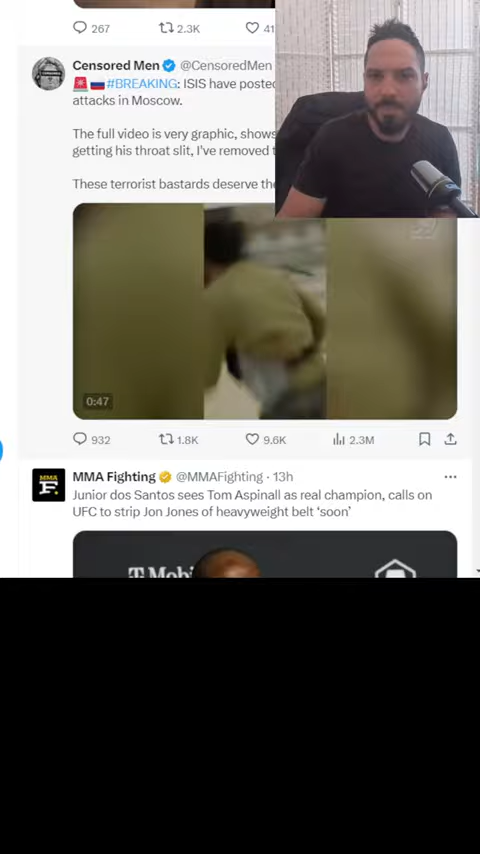 267 2.3K 41
Censored Men @CensoredMen
#BREAKING: ISIS have posted
attacks in Moscow.
The full video is very graphic, shows
getting his throat slit, I've removed
These terrorist bastards deserve the
0:47
932 1.8K 9.6K 2.3M
MMA Fighting @MMAFighting · 13h
Junior dos Santos sees Tom Aspinall as real champion, calls on
UFC to strip Jon Jones of heavyweight belt ‘soon’
MMA
F.
T Mobi